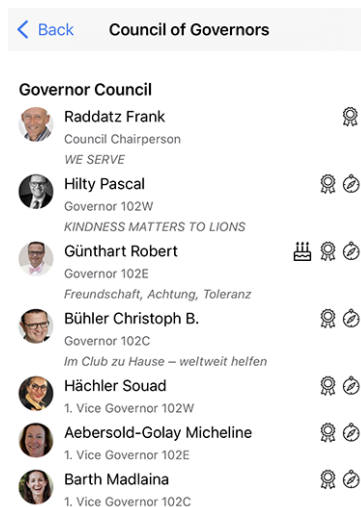 Back
Council of Governors
Governor Council
Raddatz Frank
Council Chairperson
WE SERVE
Hilty Pascal
Governor 102W
KINDNESS MATTERS TO LIONS
Günthart Robert
Governor 102E
Freundschaft, Achtung, Toleranz
Bühler Christoph B.
Governor 102C
Im Club zu Hause – weltweit helfen
Hächler Souad
1. Vice Governor 102W
Aebersold-Golay Micheline
1. Vice Governor 102E
Barth Madlaina
1. Vice Governor 102C